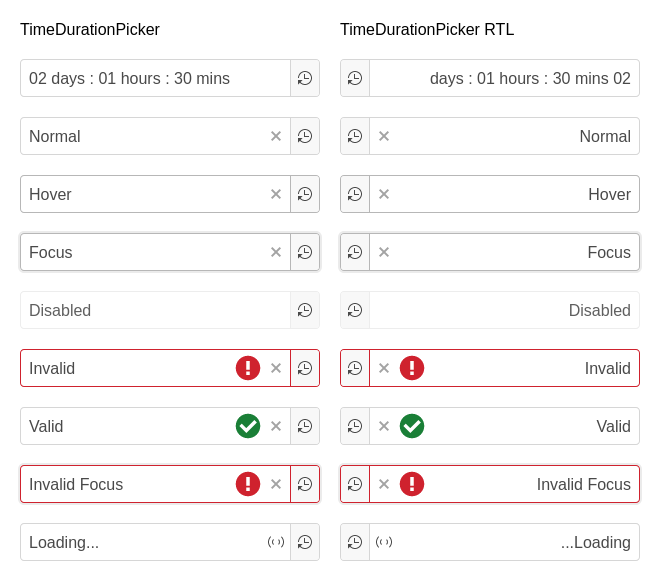 TimeDurationPicker
02 days : 01 hours : 30 mins
Normal
Hover
Focus
Disabled
Invalid
Valid
Invalid Focus
Loading...
TimeDurationPicker RTL
days : 01 hours : 30 mins 02
Normal
Hover
Focus
Disabled
Invalid
Valid
Invalid Focus
...Loading